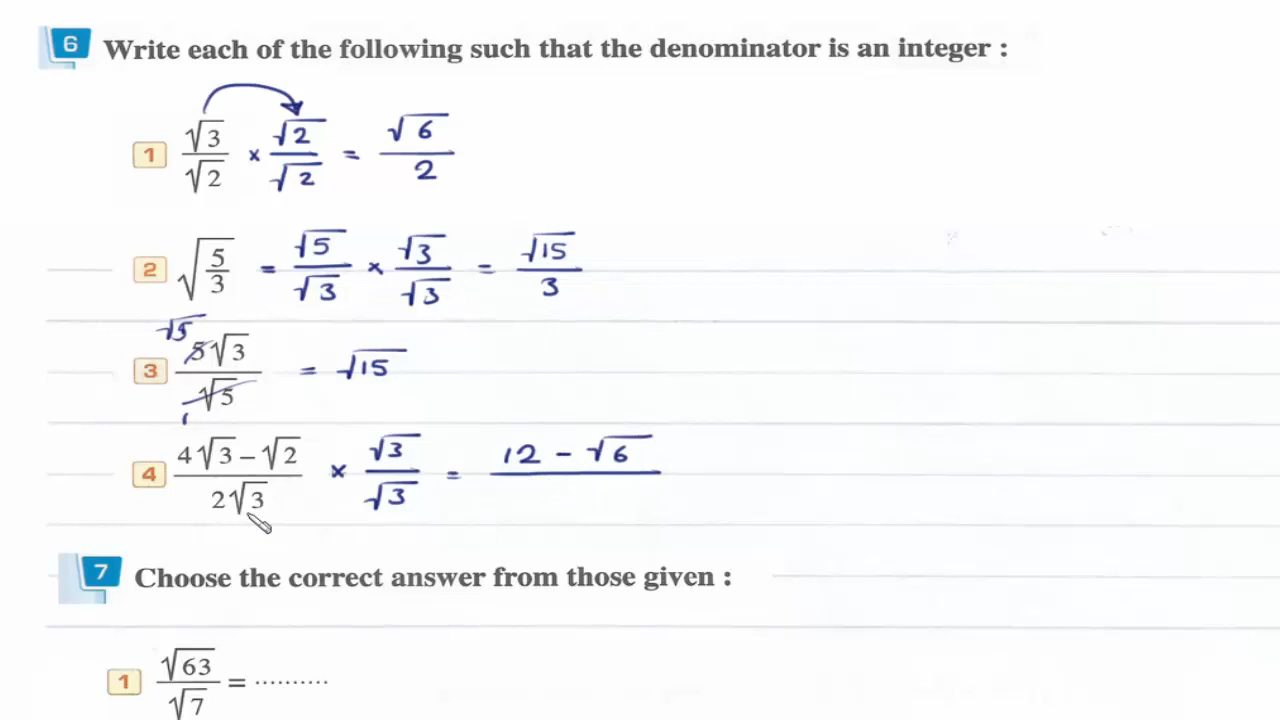 6 Write each of the following such that the denominator is an integer :
1 √3/√2 × √2/√2 = √6/2
2 √(5/3) = √5/√3 × √3/√3 = √15/3
√5
3 5√3/√5 = √15
1
4 (4√3 – √2)/(2√3) × √3/√3 = 12 – √6
7 Choose the correct answer from those given :
1 √63/√7 = ..........